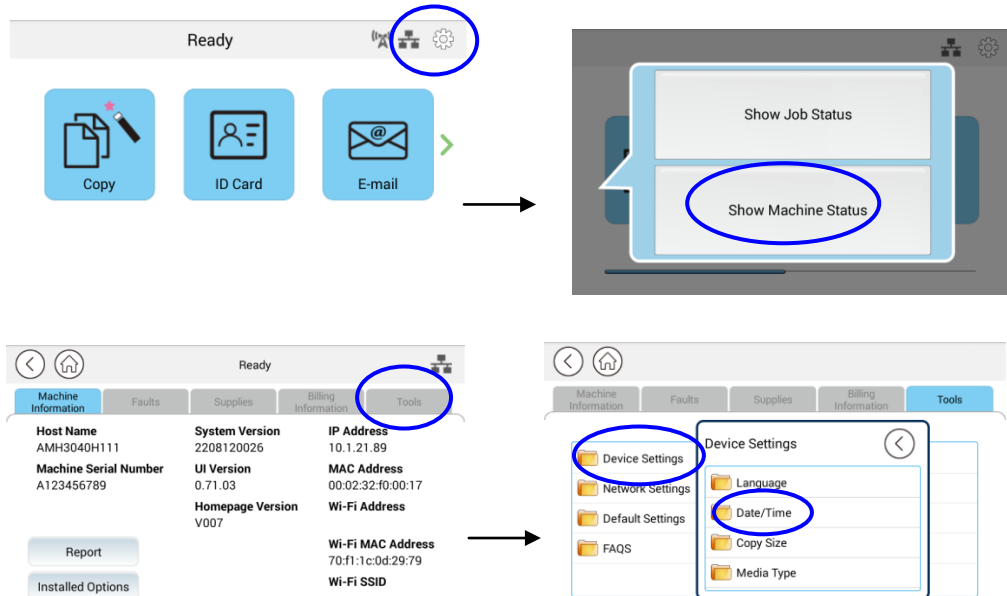 Ready
Copy
ID Card
E-mail
@
Show Job Status
Show Machine Status
Ready
Machine
Information
Faults
Supplies
Billing
Information
Tools
Host Name
AMH3040H111
Machine Serial Number
A123456789
System Version
2208120026
UI Version
0.71.03
Homepage Version
V007
IP Address
10.1.21.89
MAC Address
00:02:32:f0:00:17
Wi-Fi Address
Wi-Fi MAC Address
70:f1:1c:0d:29:79
Wi-Fi SSID
Report
Installed Options
Machine
Information
Faults
Supplies
Billing
Information
Tools
Device Settings
Network Settings
Default Settings
FAQS
Device Settings
Language
Date/Time
Copy Size
Media Type